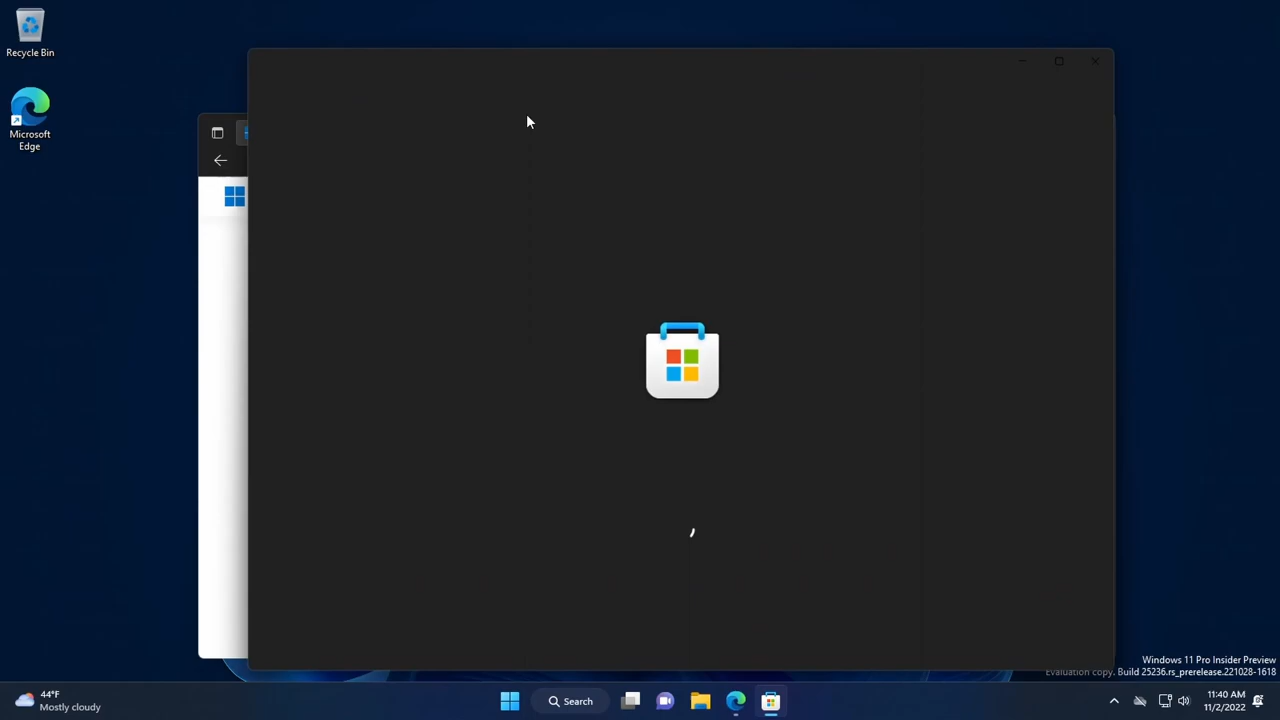 Recycle Bin
Microsoft
Edge
Windows 11 Pro Insider Preview
Evaluation copy. Build 25236.rs_prerelease.221028-1618
44°F
Mostly cloudy
Search
11:40 AM
11/2/2022